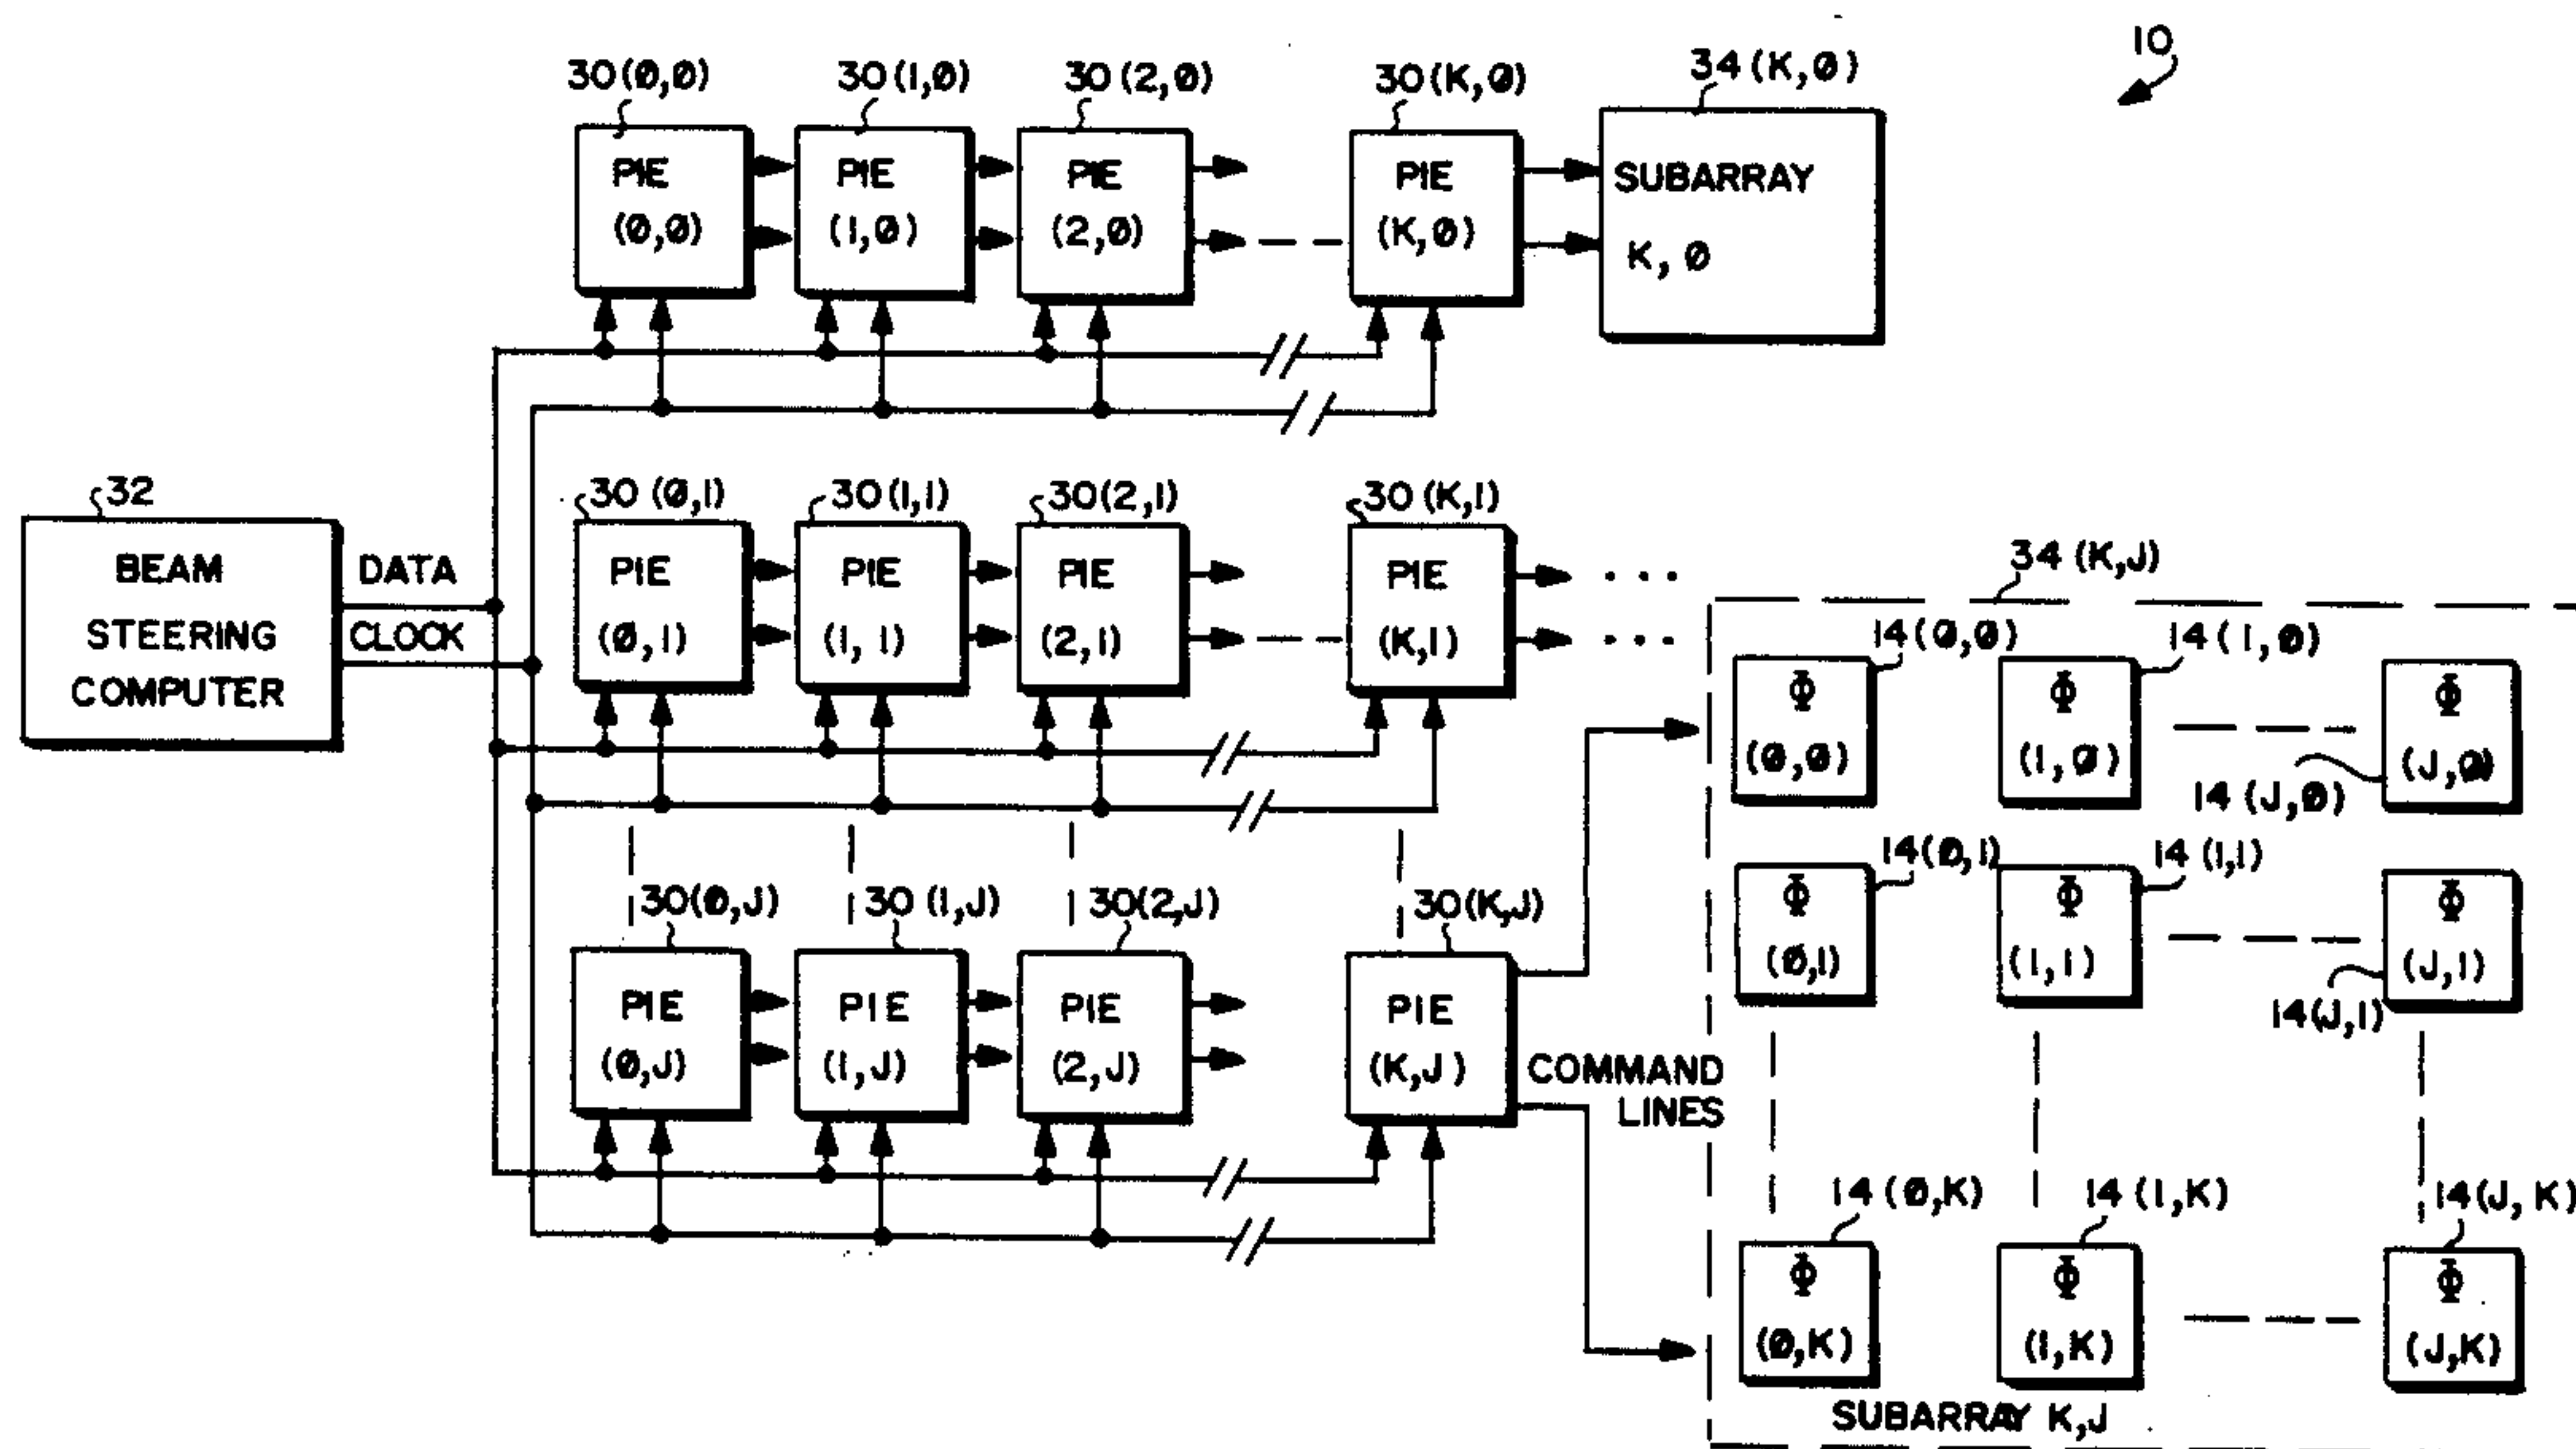 10
30(0,0)
30(1,0)
30(2,0)
30(K,0)
34(K,0)
PIE
(0,0)
PIE
(1,0)
PIE
(2,0)
PIE
(K,0)
SUBARRAY
K,0
32
BEAM
STEERING
COMPUTER
DATA
CLOCK
30(0,1)
30(1,1)
30(2,1)
30(K,1)
PIE
(0,1)
PIE
(1,1)
PIE
(2,1)
PIE
(K,1)
...
...
34(K,J)
14(0,0)
14(1,0)
Φ
(0,0)
Φ
(1,0)
Φ
(J,0)
14(J,0)
14(0,1)
14(1,1)
Φ
(0,1)
Φ
(1,1)
Φ
(J,1)
14(J,1)
30(0,J)
30(1,J)
30(2,J)
30(K,J)
PIE
(0,J)
PIE
(1,J)
PIE
(2,J)
PIE
(K,J)
COMMAND
LINES
14(0,K)
14(1,K)
14(J,K)
Φ
(0,K)
Φ
(1,K)
Φ
(J,K)
SUBARRAY K,J